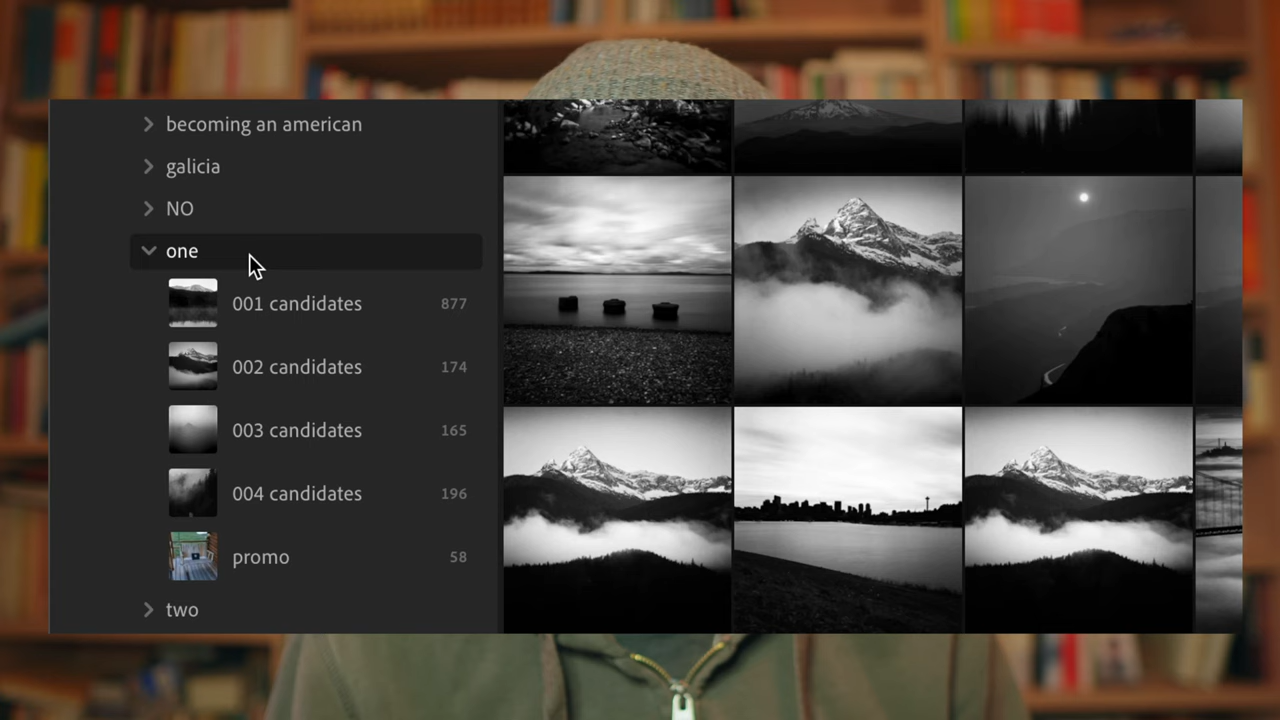 becoming an american
galicia
NO
one
001 candidates 877
002 candidates 174
003 candidates 165
004 candidates 196
promo 58
two